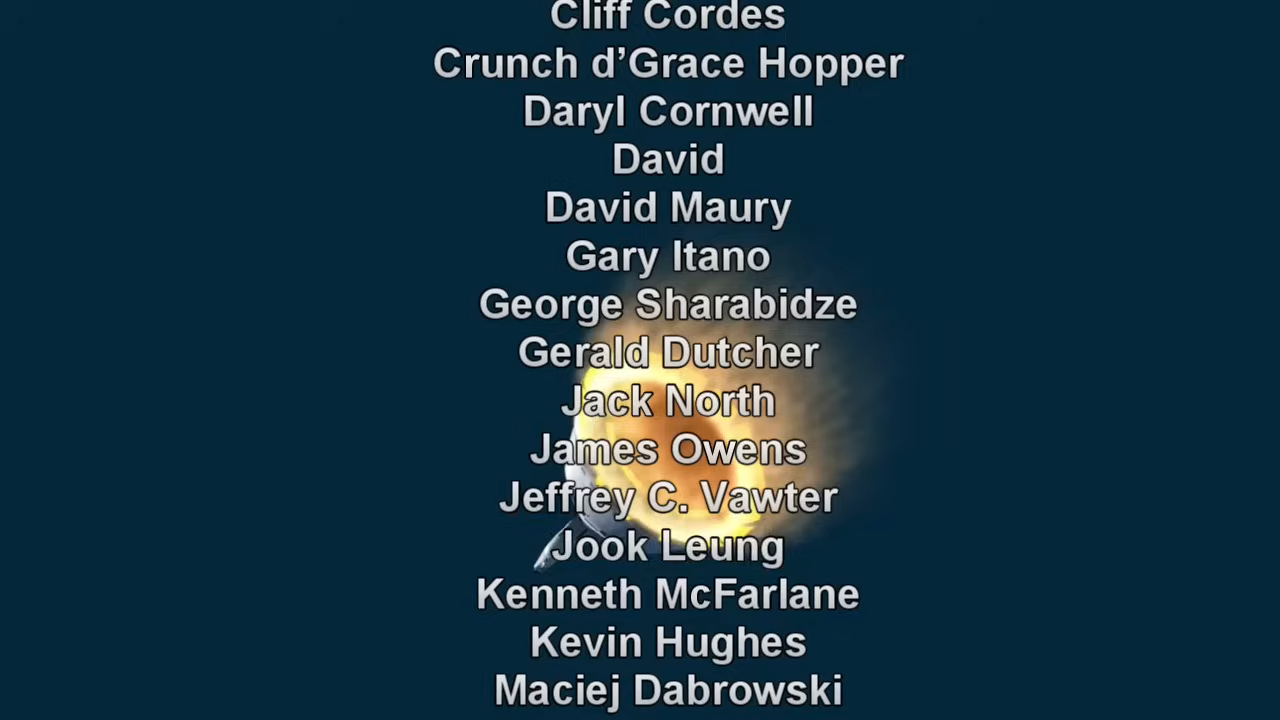 Cliff Cordes
Crunch d’Grace Hopper
Daryl Cornwell
David
David Maury
Gary Itano
George Sharabidze
Gerald Dutcher
Jack North
James Owens
Jeffrey C. Vawter
Jook Leung
Kenneth McFarlane
Kevin Hughes
Maciej Dabrowski